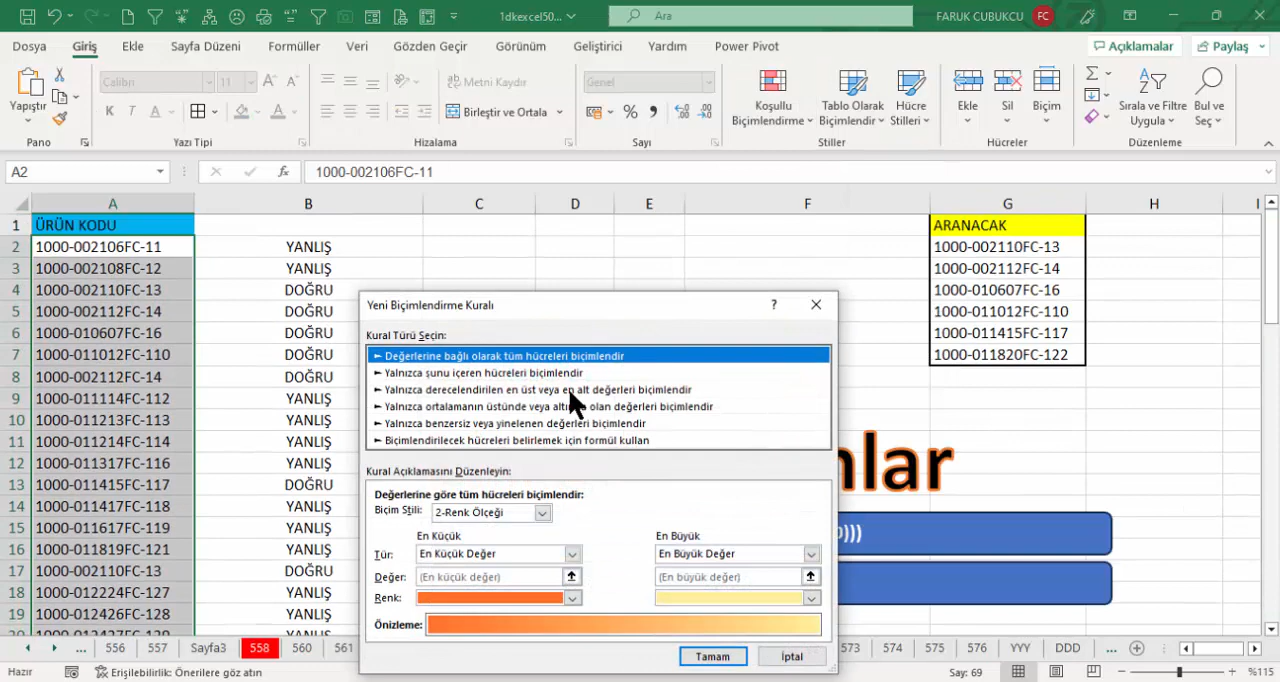 1dkexcel50...
Ara
FARUK CUBUKCU
FC
Dosya
Giriş
Ekle
Sayfa Düzeni
Formüller
Veri
Gözden Geçir
Görünüm
Geliştirici
Yardım
Power Pivot
Açıklamalar
Paylaş
Yapıştır
Pano
Calibri
11
K T A
Yazı Tipi
Metni Kaydır
Birleştir ve Ortala
Hizalama
Genel
Sayı
Koşullu
Biçimlendirme
Tablo Olarak
Biçimlendir
Hücre
Stilleri
Stiller
Ekle
Sil
Biçim
Hücreler
Sırala ve Filtre
Uygula
Bul ve
Seç
Düzenleme
A2
fx
1000-002106FC-11
A B C D E F G H I
1 ÜRÜN KODU ARANACAK
2 1000-002106FC-11 YANLIŞ 1000-002110FC-13
3 1000-002108FC-12 YANLIŞ 1000-002112FC-14
4 1000-002110FC-13 DOĞRU 1000-010607FC-16
5 1000-002112FC-14 DOĞRU 1000-011012FC-110
6 1000-010607FC-16 DOĞRU 1000-011415FC-117
7 1000-011012FC-110 DOĞRU 1000-011820FC-122
8 1000-002112FC-14 DOĞRU
9 1000-011114FC-112 YANLIŞ
10 1000-011213FC-113 YANLIŞ
11 1000-011214FC-114 YANLIŞ
12 1000-011317FC-116 YANLIŞ
13 1000-011415FC-117 DOĞRU
14 1000-011417FC-118 YANLIŞ
15 1000-011617FC-119 YANLIŞ
16 1000-011819FC-121 YANLIŞ
17 1000-002110FC-13 DOĞRU
18 1000-012224FC-127 YANLIŞ
19 1000-012426FC-128 YANLIŞ
Yeni Biçimlendirme Kuralı
?
Kural Türü Seçin:
► Değerlerine bağlı olarak tüm hücreleri biçimlendir
► Yalnızca şunu içeren hücreleri biçimlendir
► Yalnızca derecelendirilen en üst veya en alt değerleri biçimlendir
► Yalnızca ortalamanın üstünde veya altında olan değerleri biçimlendir
► Yalnızca benzersiz veya yinelenen değerleri biçimlendir
► Biçimlendirilecek hücreleri belirlemek için formül kullan
Kural Açıklamasını Düzenleyin:
Değerlerine göre tüm hücreleri biçimlendir:
Biçim Stili: 2-Renk Ölçeği
En Küçük En Büyük
Tür: En Küçük Değer En Büyük Değer
Değer: (En küçük değer) (En büyük değer)
Renk:
Önizleme:
Tamam
İptal
nlar
)))
... 556 557 Sayfa3 558 560 561 573 574 575 576 YYY DDD ...
Hazır
Erişilebilirlik: Önerilere göz atın
Say: 69
%115